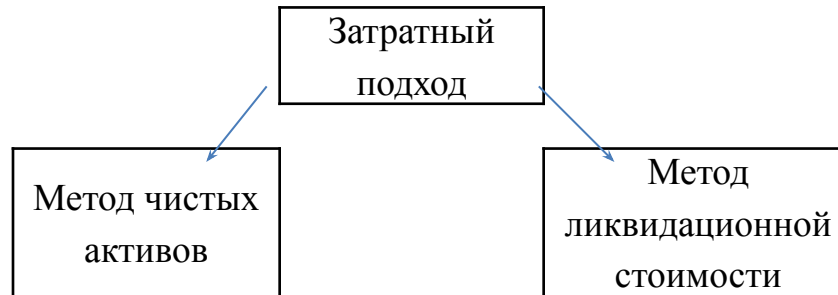 Затратный
подход
Метод чистых
активов
Метод
ликвидационной
стоимости